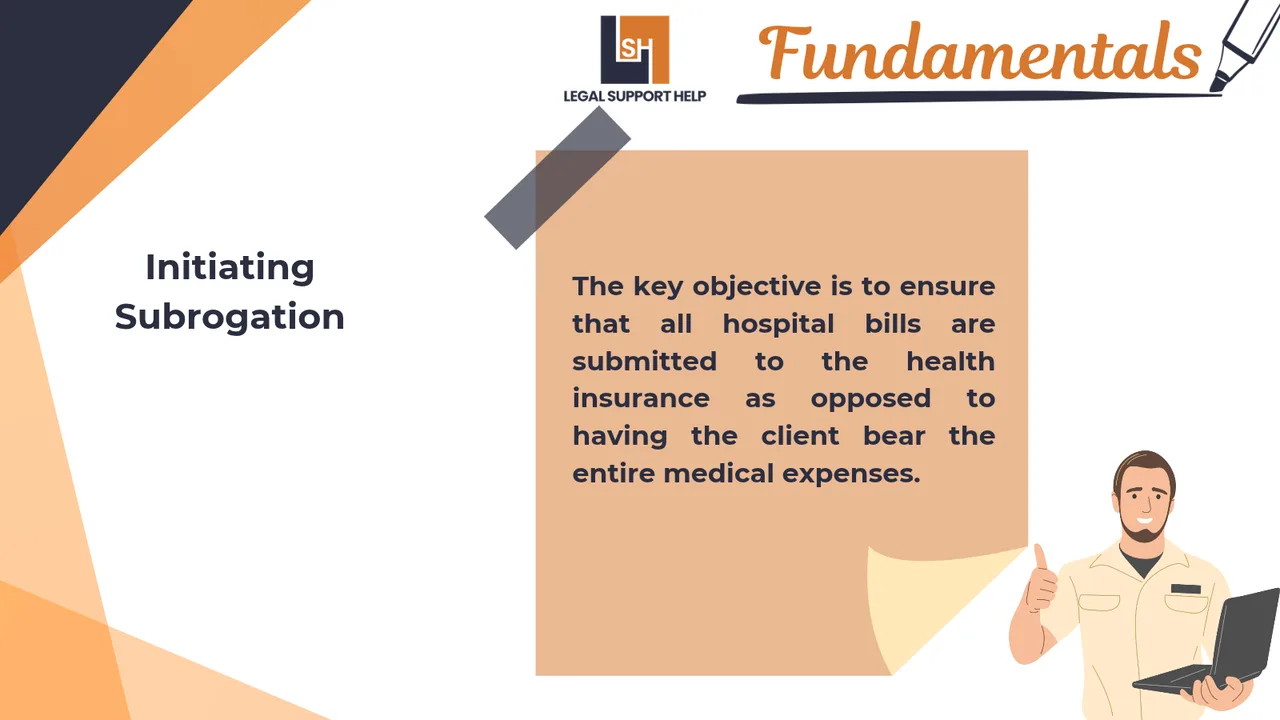 SH
LEGAL SUPPORT HELP
Fundamentals
Initiating
Subrogation
The key objective is to ensure
that all hospital bills are
submitted to the health
insurance as opposed to
having the client bear the
entire medical expenses.